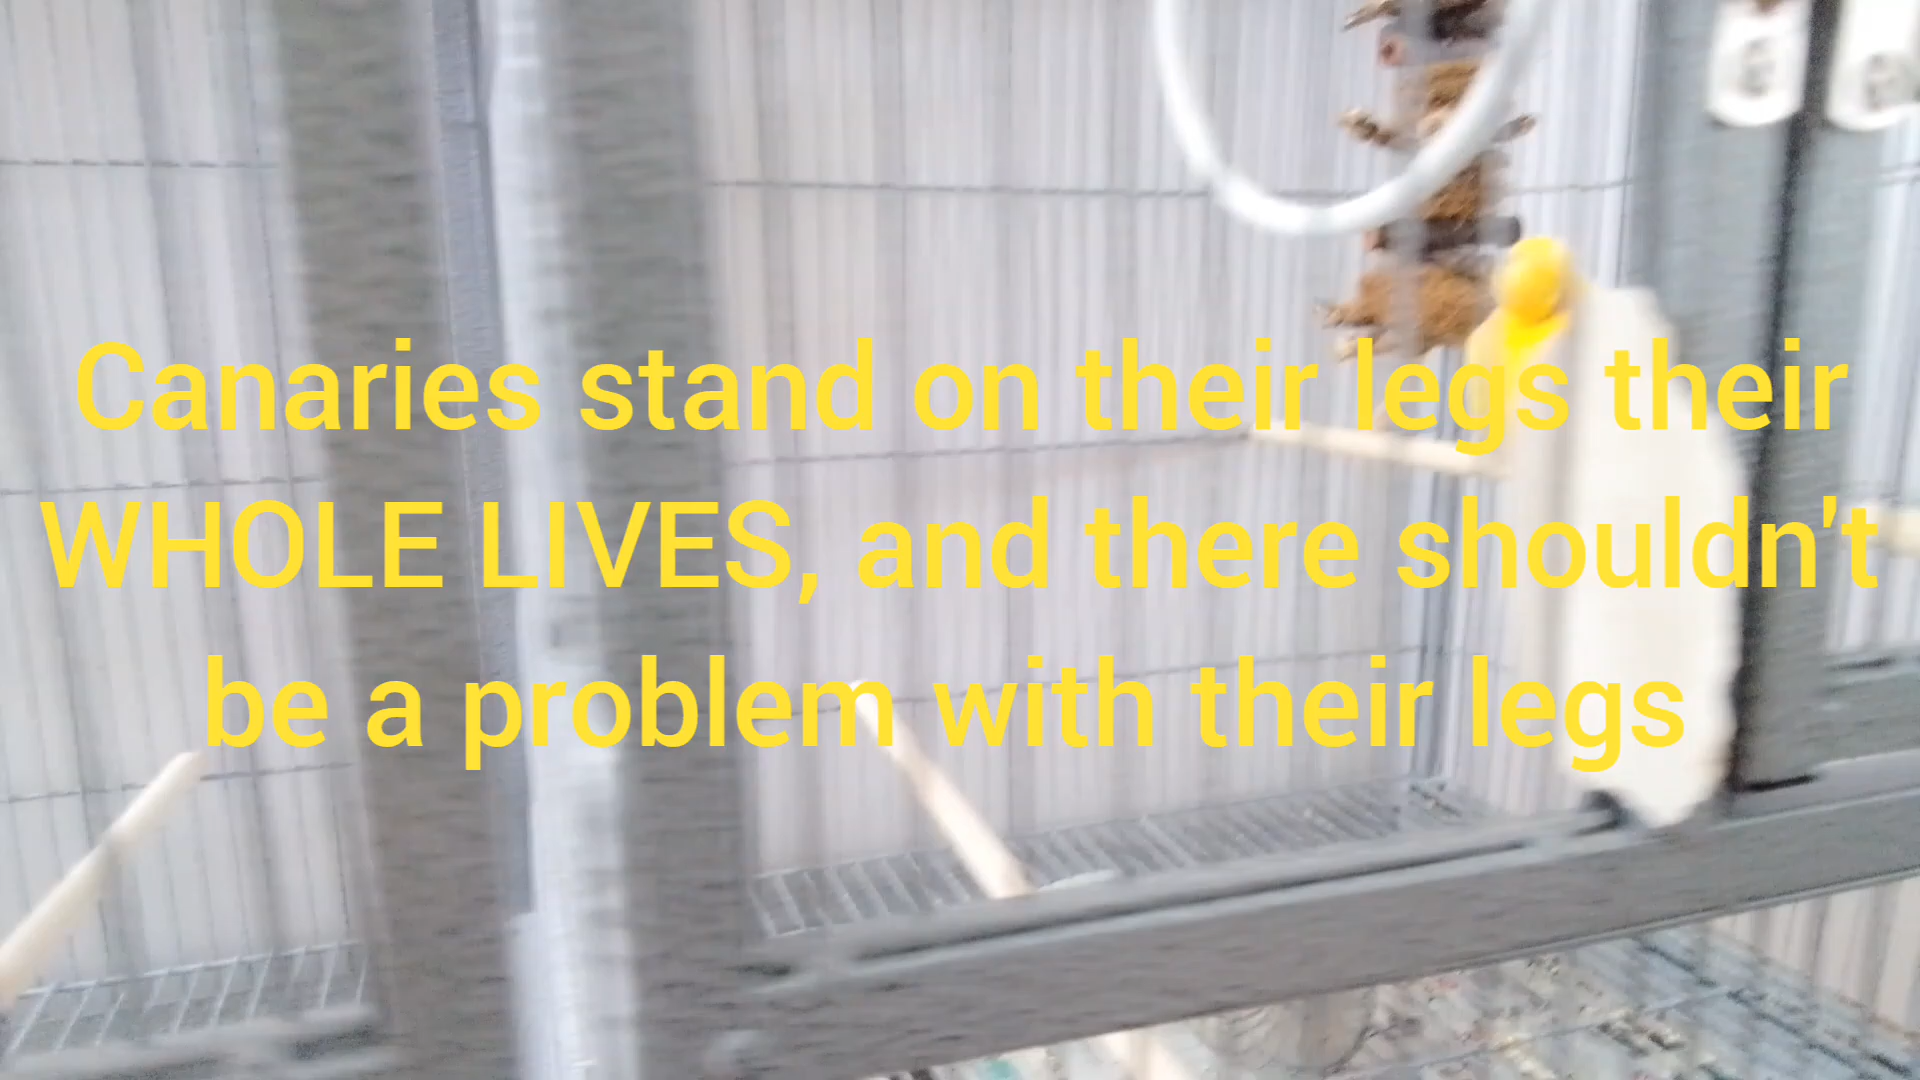 Canaries stand on their legs their
WHOLE LIVES, and there shouldn't
be a problem with their legs